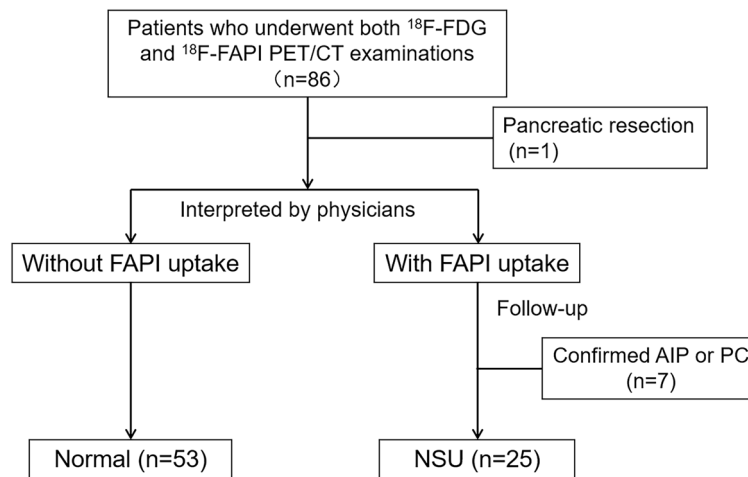 Patients who underwent both ¹⁸F-FDG
and ¹⁸F-FAPI PET/CT examinations
（n=86）
Pancreatic resection
(n=1)
Interpreted by physicians
Without FAPI uptake
With FAPI uptake
Follow-up
Confirmed AIP or PC
(n=7)
Normal (n=53)
NSU (n=25)